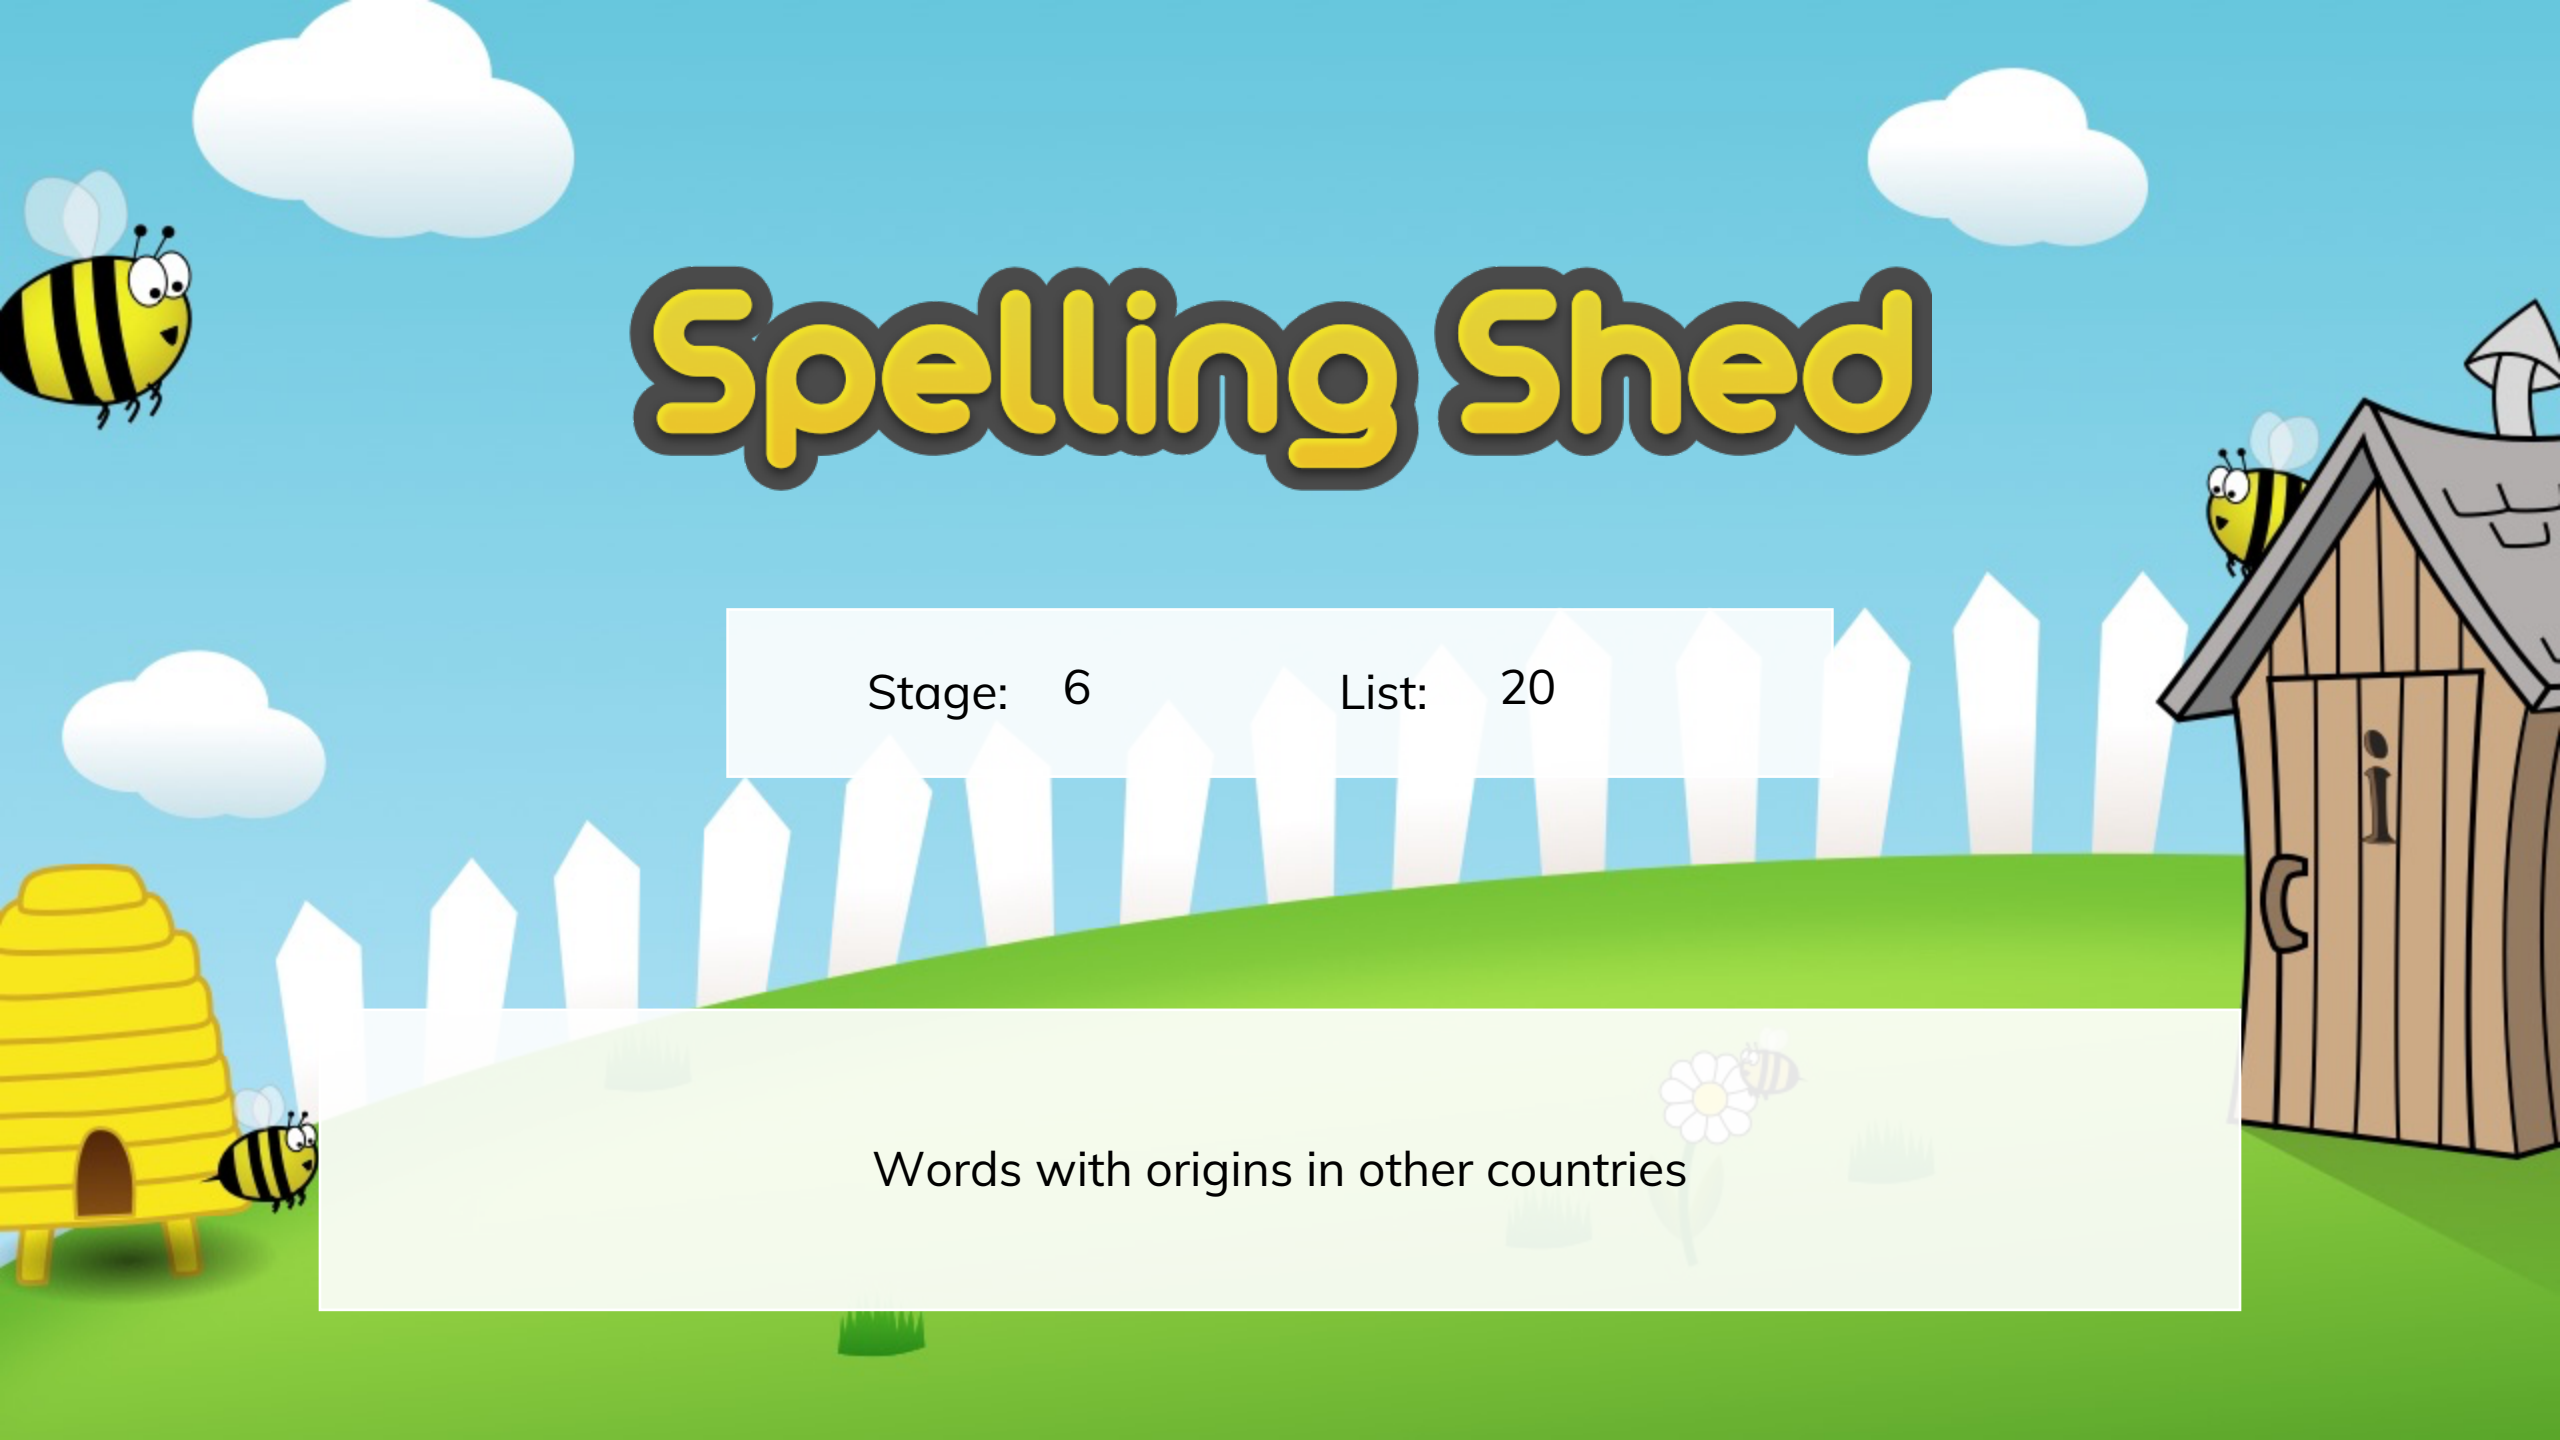 Spelling Shed
Stage: 6 List: 20
i
Words with origins in other countries